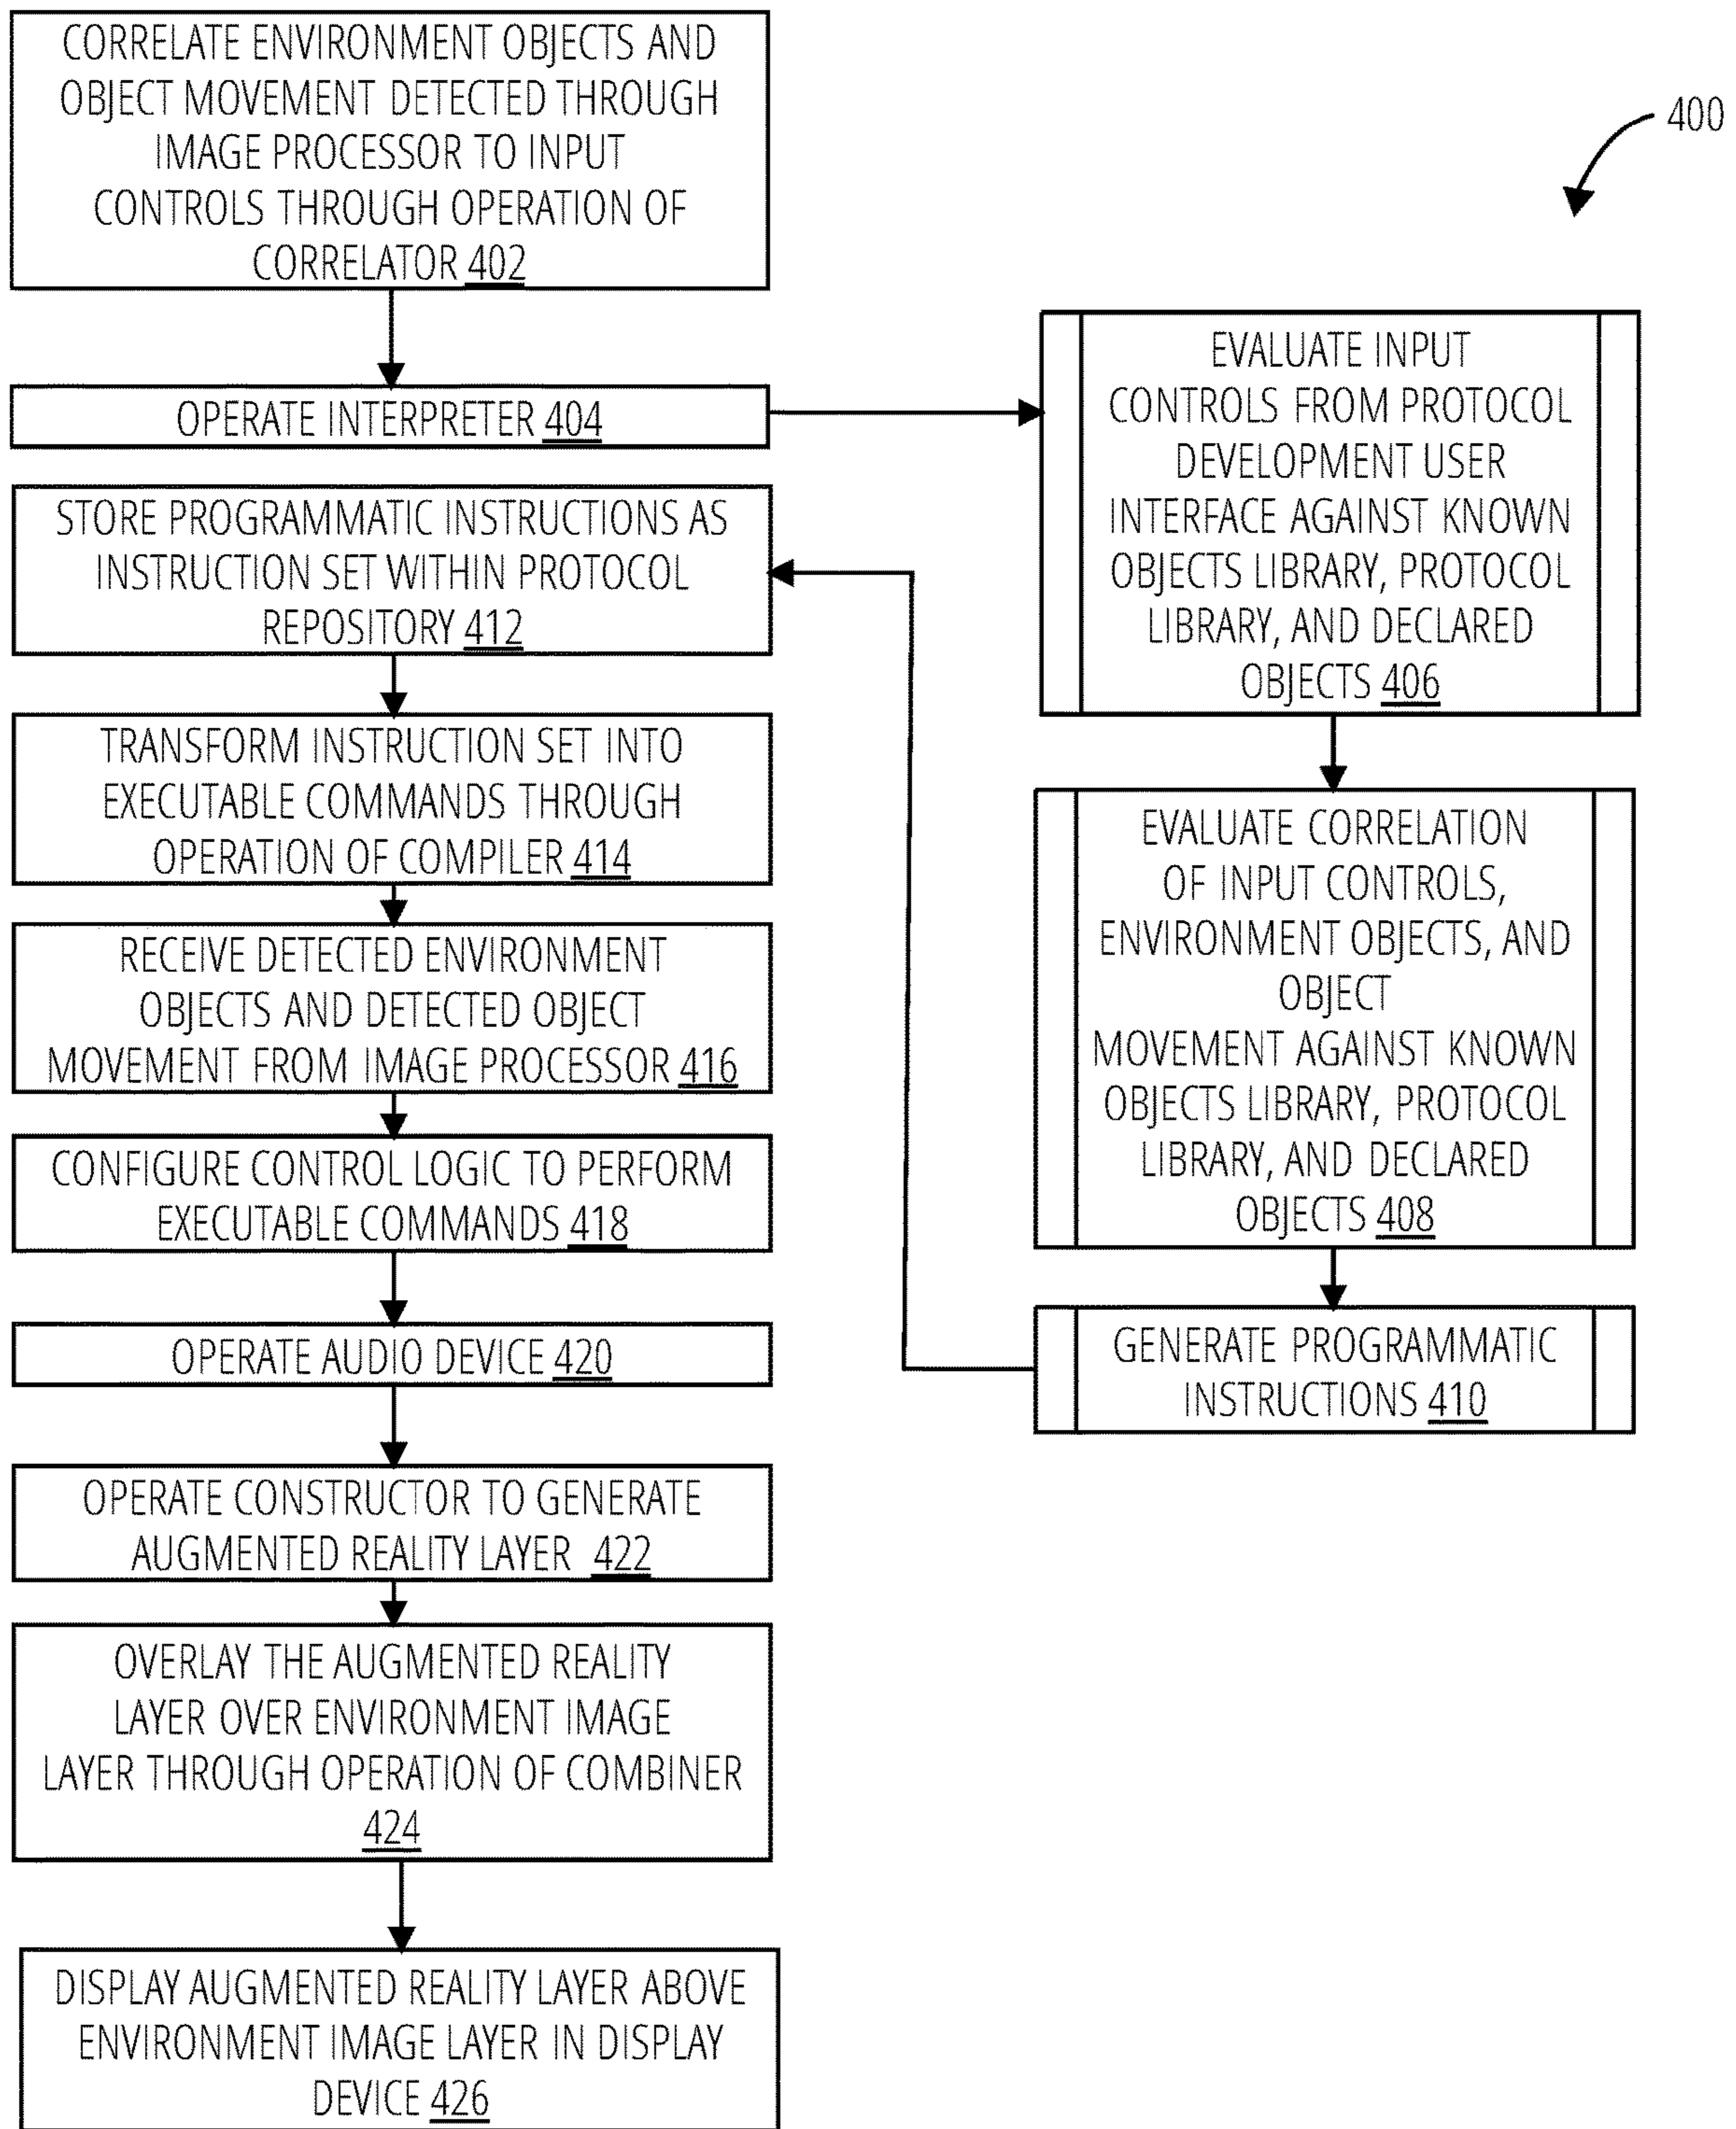 CORRELATE ENVIRONMENT OBJECTS AND
OBJECT MOVEMENT DETECTED THROUGH
IMAGE PROCESSOR TO INPUT
CONTROLS THROUGH OPERATION OF
CORRELATOR 402
400
OPERATE INTERPRETER 404
EVALUATE INPUT
CONTROLS FROM PROTOCOL
DEVELOPMENT USER
INTERFACE AGAINST KNOWN
OBJECTS LIBRARY, PROTOCOL
LIBRARY, AND DECLARED
OBJECTS 406
EVALUATE CORRELATION
OF INPUT CONTROLS,
ENVIRONMENT OBJECTS, AND
OBJECT
MOVEMENT AGAINST KNOWN
OBJECTS LIBRARY, PROTOCOL
LIBRARY, AND DECLARED
OBJECTS 408
GENERATE PROGRAMMATIC
INSTRUCTIONS 410
STORE PROGRAMMATIC INSTRUCTIONS AS
INSTRUCTION SET WITHIN PROTOCOL
REPOSITORY 412
TRANSFORM INSTRUCTION SET INTO
EXECUTABLE COMMANDS THROUGH
OPERATION OF COMPILER 414
RECEIVE DETECTED ENVIRONMENT
OBJECTS AND DETECTED OBJECT
MOVEMENT FROM IMAGE PROCESSOR 416
CONFIGURE CONTROL LOGIC TO PERFORM
EXECUTABLE COMMANDS 418
OPERATE AUDIO DEVICE 420
OPERATE CONSTRUCTOR TO GENERATE
AUGMENTED REALITY LAYER 422
OVERLAY THE AUGMENTED REALITY
LAYER OVER ENVIRONMENT IMAGE
LAYER THROUGH OPERATION OF COMBINER
424
DISPLAY AUGMENTED REALITY LAYER ABOVE
ENVIRONMENT IMAGE LAYER IN DISPLAY
DEVICE 426